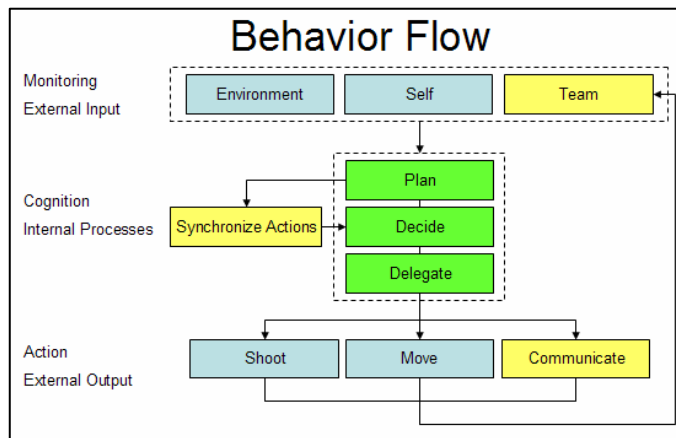 Behavior Flow
Monitoring
External Input
Environment
Self
Team
Plan
Cognition
Internal Processes
Synchronize Actions
Decide
Delegate
Action
External Output
Shoot
Move
Communicate